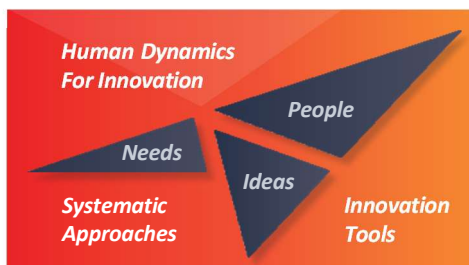 Human Dynamics
For Innovation
People
Needs
Ideas
Systematic
Approaches
Innovation
Tools